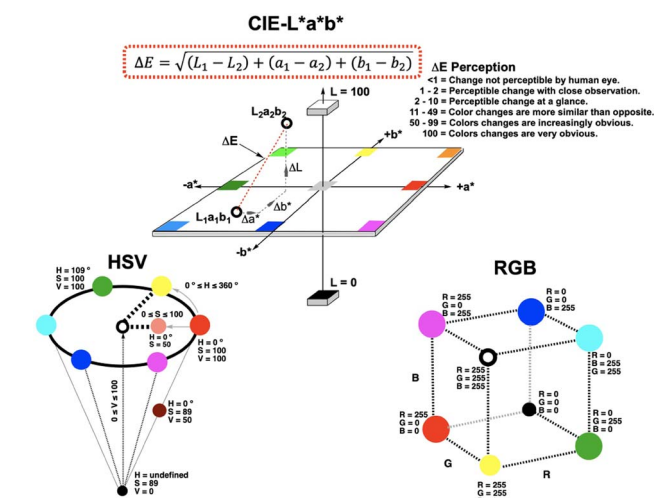 CIE-L*a*b*
ΔE = √(L₁ − L₂) + (a₁ − a₂) + (b₁ − b₂)
ΔE Perception
<1 = Change not perceptible by human eye.
1 - 2 = Perceptible change with close observation.
2 - 10 = Perceptible change at a glance.
11 - 49 = Color changes are more similar than opposite.
50 - 99 = Colors changes are increasingly obvious.
100 = Colors changes are very obvious.
L = 100
L₂a₂b₂
ΔE
+b*
ΔL
-a*
+a*
Δb*
L₁a₁b₁
Δa*
-b*
L = 0
HSV
H = 109 º
S = 100
V = 100
0 º ≤ H ≤ 360 º
0 ≤ S ≤ 100
H = 0 º
S = 50
H = 0 º
S = 100
V = 100
0 ≤ V ≤ 100
H = 0 º
S = 89
V = 50
H = undefined
S = 89
V = 0
RGB
R = 255
G = 0
B = 255
R = 0
G = 0
B = 255
R = 0
B = 255
G = 255
R = 255
G = 255
B = 255
B
R = 0
G = 0
B = 0
R = 255
G = 0
B = 0
R = 0
G = 255
B = 0
G
R
R = 255
G = 255